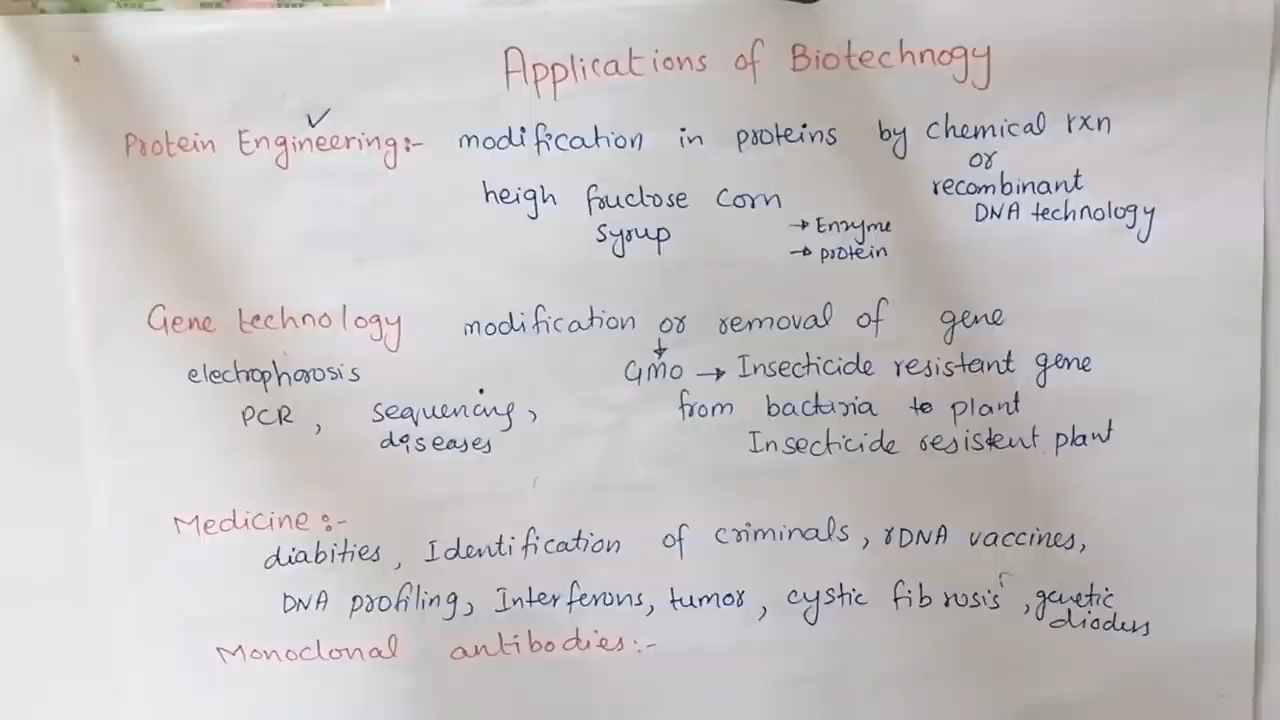 Applications of Biotechnogy
Protein Engineering:- modification in proteins by chemical rxn
or
heigh fructose corn recombinant
syrup → Enzyme DNA technology
→ protein
Gene technology modification or removal of gene
electrophorosis GMO → Insecticide resistant gene
PCR, sequencing, from bactria to plant
diseases Insecticide resistent plant
Medicine:-
diabities, Identification of criminals, rDNA vaccines,
DNA profiling, Interferons, tumor, cystic fibrosis, genetic
dioders
Monoclonal antibodies:-